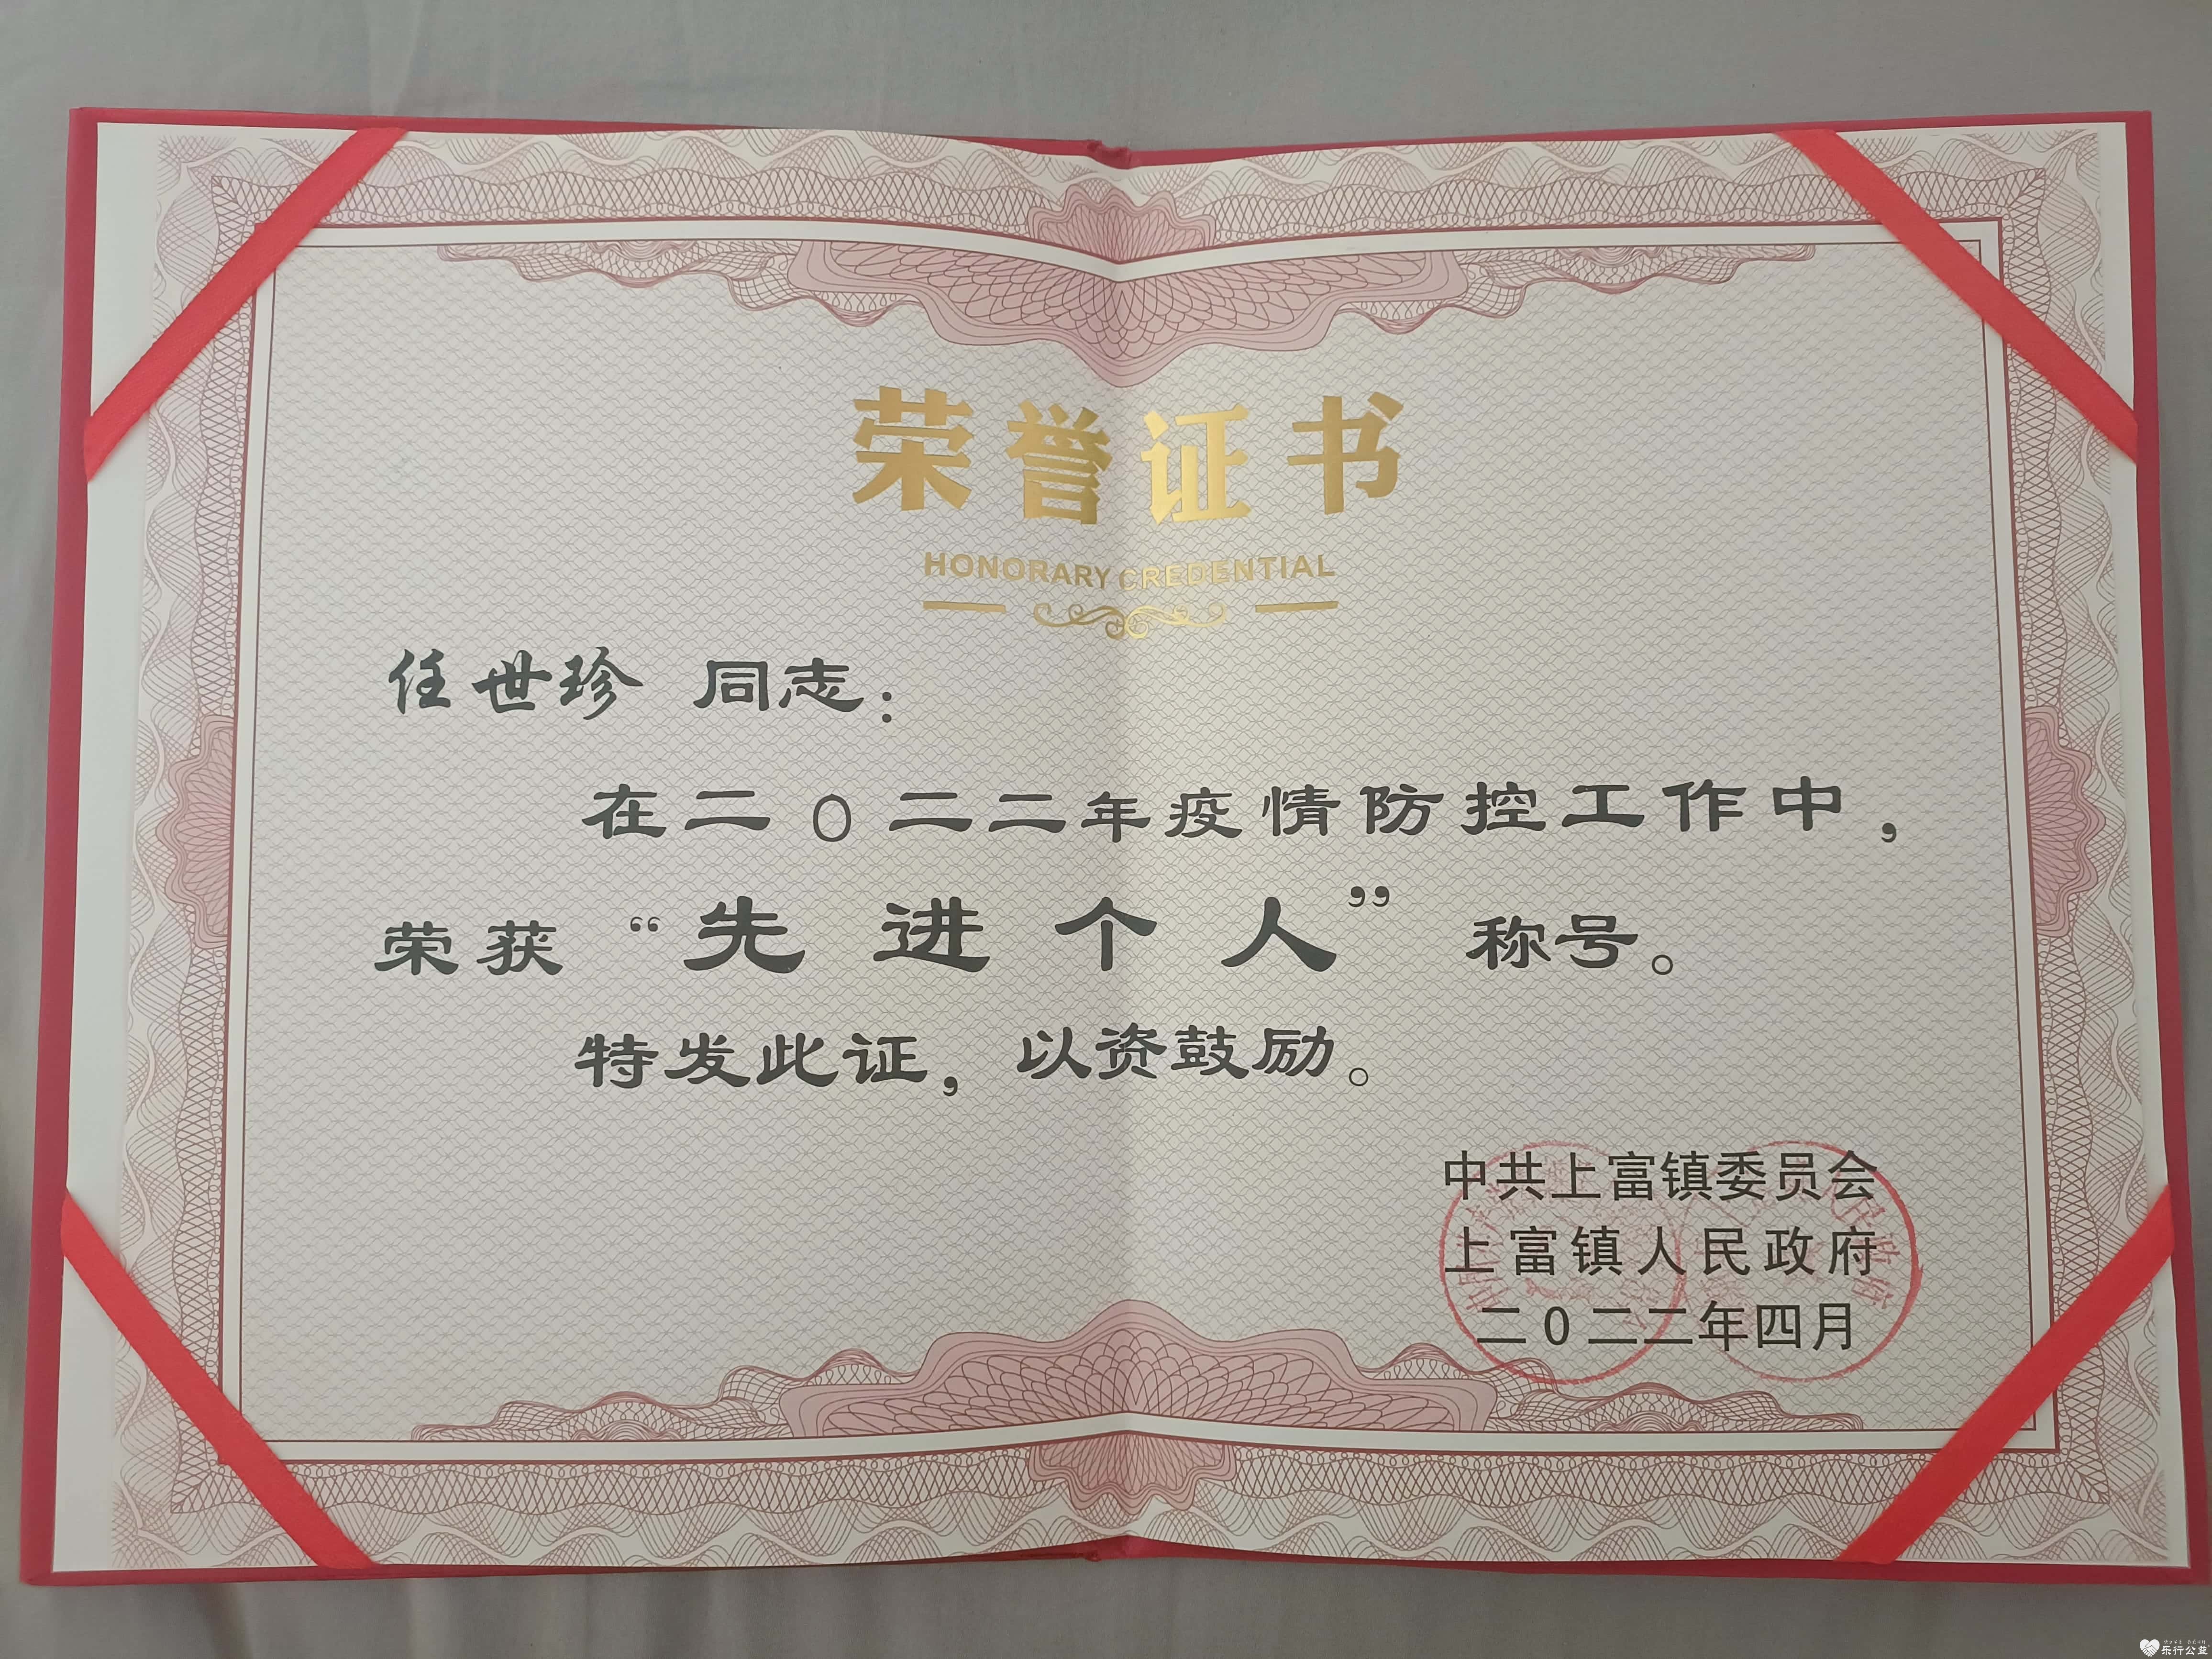 荣誉证书
HONORARY CREDENTIAL
任世珍 同志：
在二0二二年疫情防控工作中，
荣获“先进个人”称号。
特发此证，以资鼓励。
中共上富镇委员会
上富镇人民政府
二0二二年四月
乐行公益